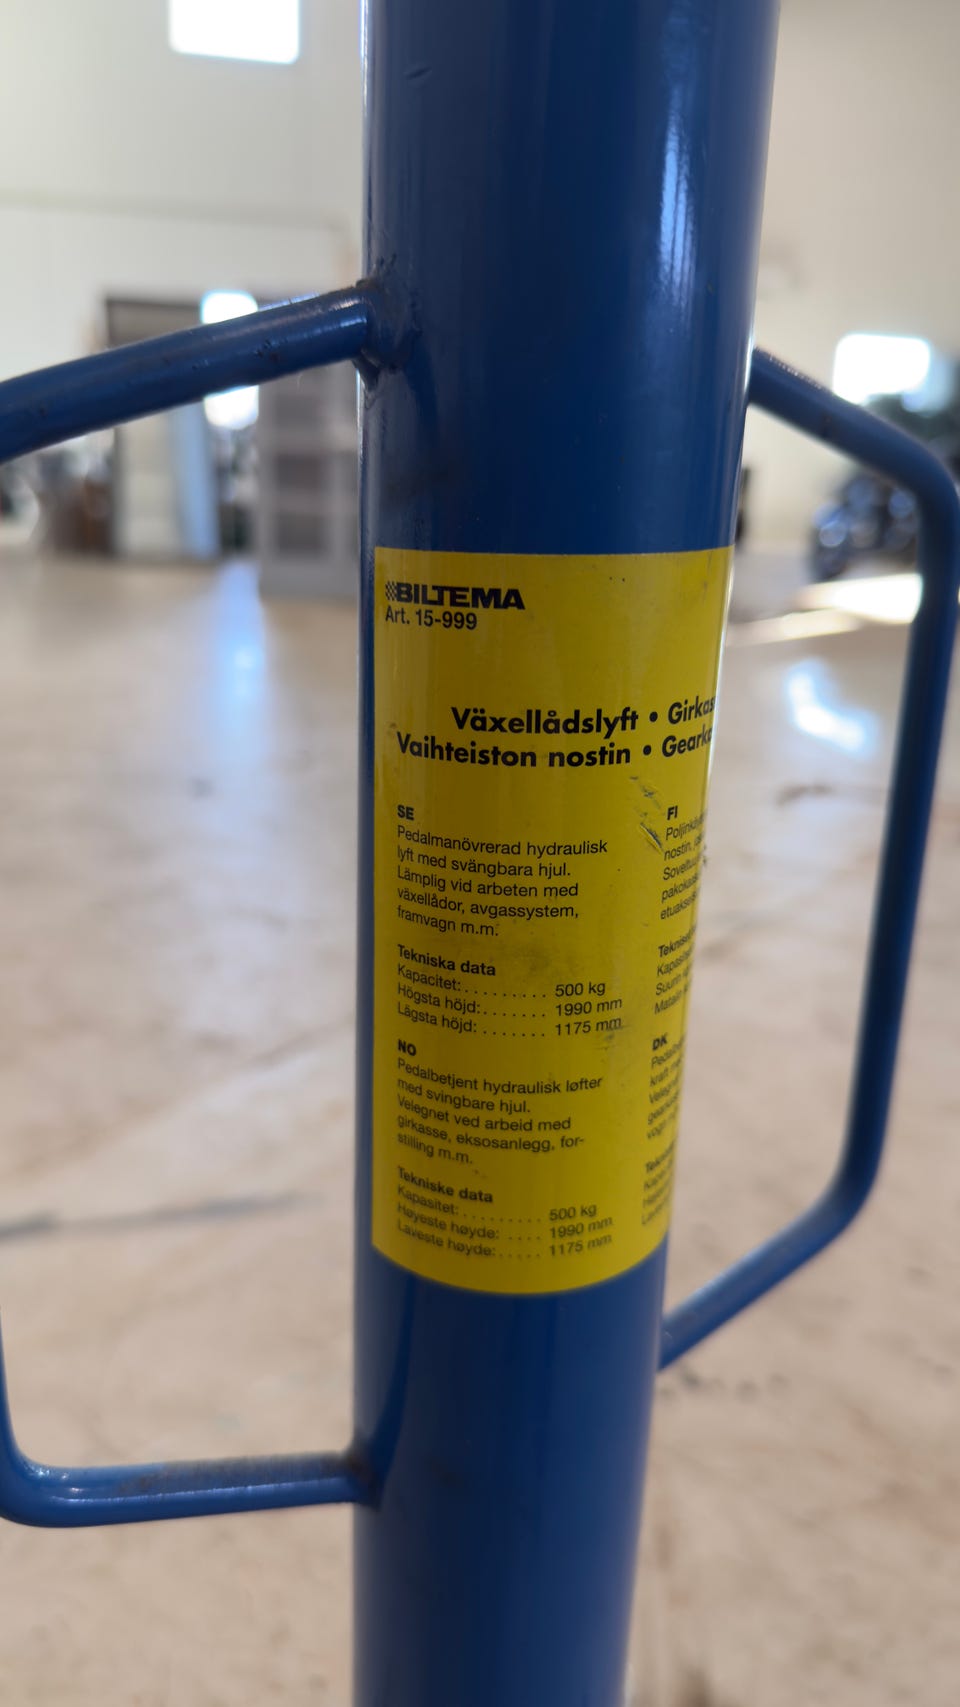 BILTEMA
Art. 15-999
Växellådslyft • Girkas
Vaihteiston nostin • Gearka
SE
Pedalmanövrerad hydraulisk
lyft med svängbara hjul.
Lämplig vid arbeten med
växellådor, avgassystem,
framvagn m.m.
Tekniska data
Kapacitet:......... 500 kg
Högsta höjd:....... 1990 mm
Lägsta höjd:....... 1175 mm
NO
Pedalbetjent hydraulisk løfter
med svingbare hjul.
Velegnet ved arbeid med
girkasse, eksosanlegg, for-
stilling m.m.
Tekniske data
Kapasitet:......... 500 kg
Høyeste høyde: .... 1990 mm
Laveste høyde:..... 1175 mm
FI
nostin.
DK